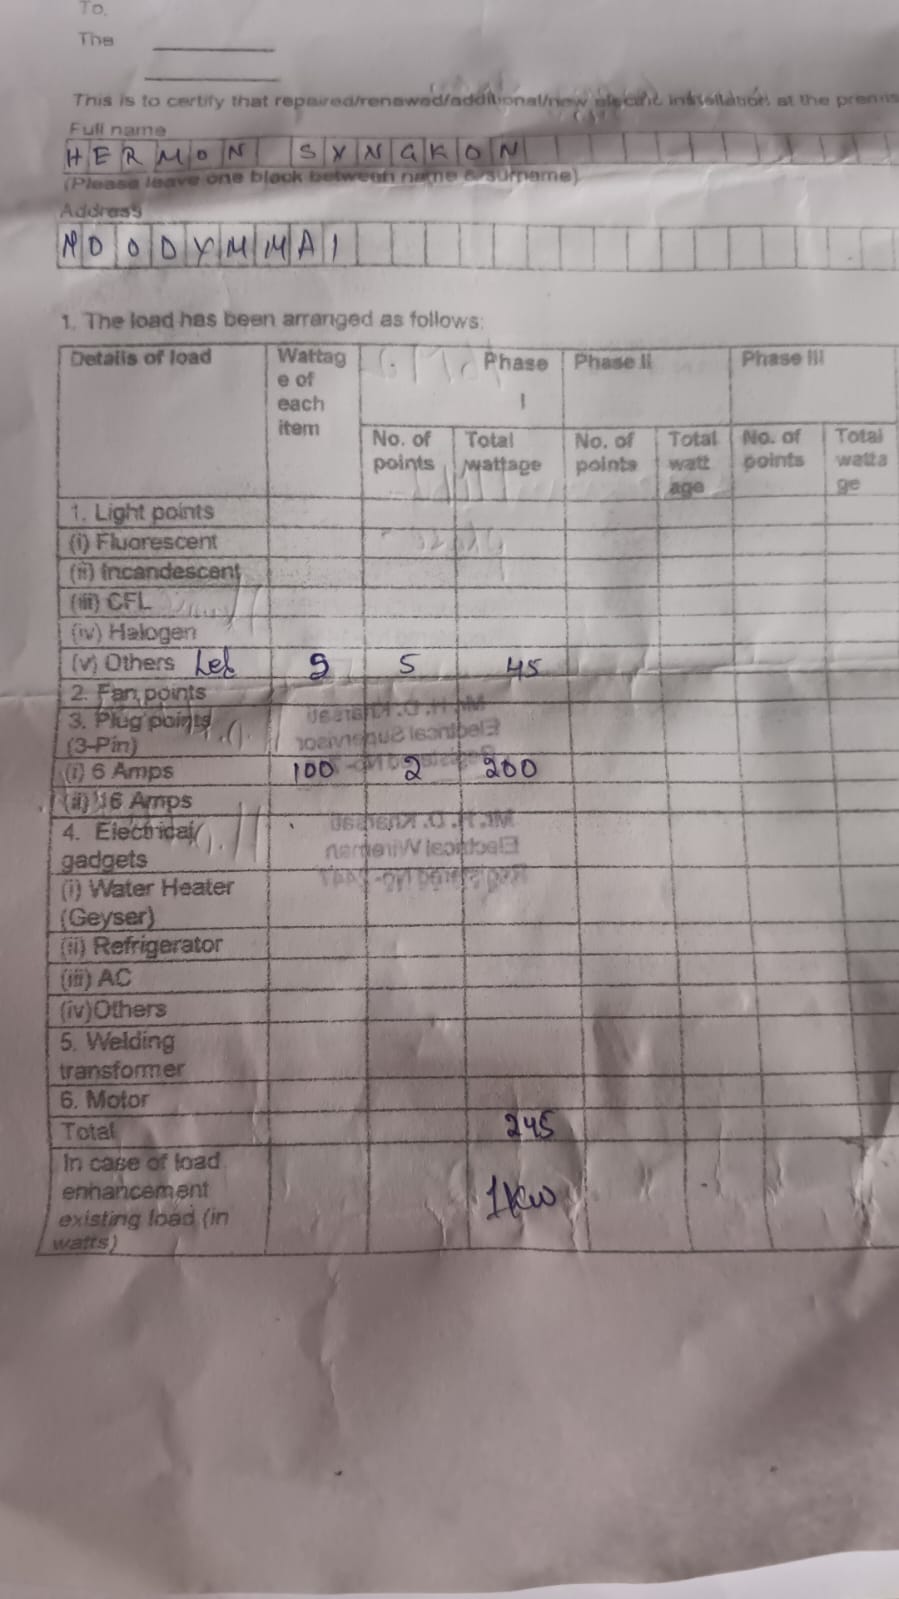 To,
The
This is to certify that repaired/renewed/additional/new electric installation at the premis
Full name
HERMON SYNGKON
(Please leave one block between name & surname)
Address
NOODYMMAI
1. The load has been arranged as follows:
Details of load Wattag e of each item Phase I Phase II Phase III
No. of points Total wattage No. of points Total watt age No. of points Total watta ge
1. Light points
(i) Fluorescent
(ii) Incandescent
(iii) CFL
(iv) Halogen
(v) Others Led 9 5 45
2. Fan points
3. Plug points
(3-Pin)
(i) 6 Amps 100 2 200
(ii) 16 Amps
4. Electrical
gadgets
(i) Water Heater
(Geyser)
(ii) Refrigerator
(iii) AC
(iv)Others
5. Welding
transformer
6. Motor
Total 245
In case of load
enhancement
existing load (in
watts) 1KW